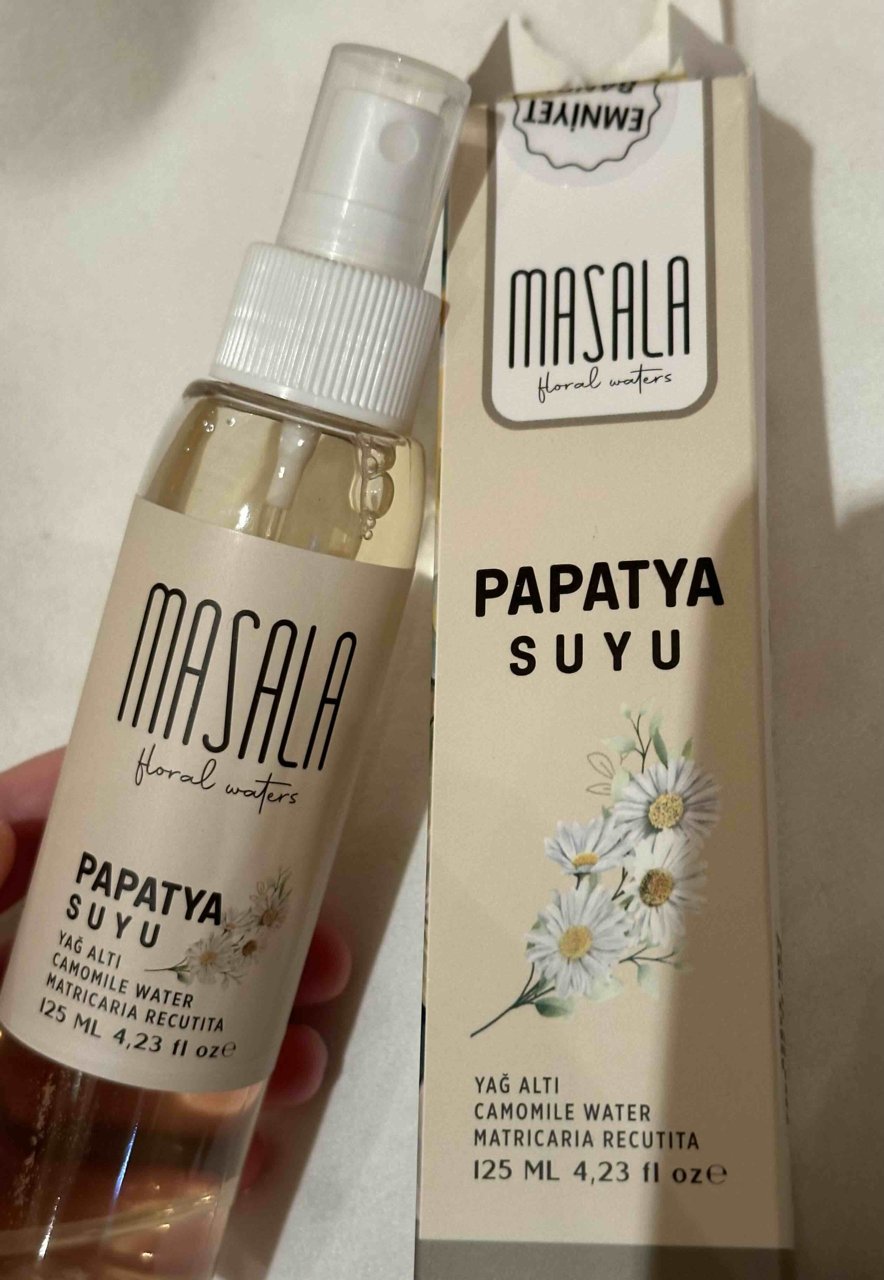 MASALA
floral waters
PAPATYA
SUYU
YAĞ ALTI
CAMOMILE WATER
MATRICARIA RECUTITA
125 ML 4,23 fl oz℮
EMNİYET
MASALA
floral waters
PAPATYA
SUYU
YAĞ ALTI
CAMOMILE WATER
MATRICARIA RECUTITA
125 ML 4,23 fl oz℮